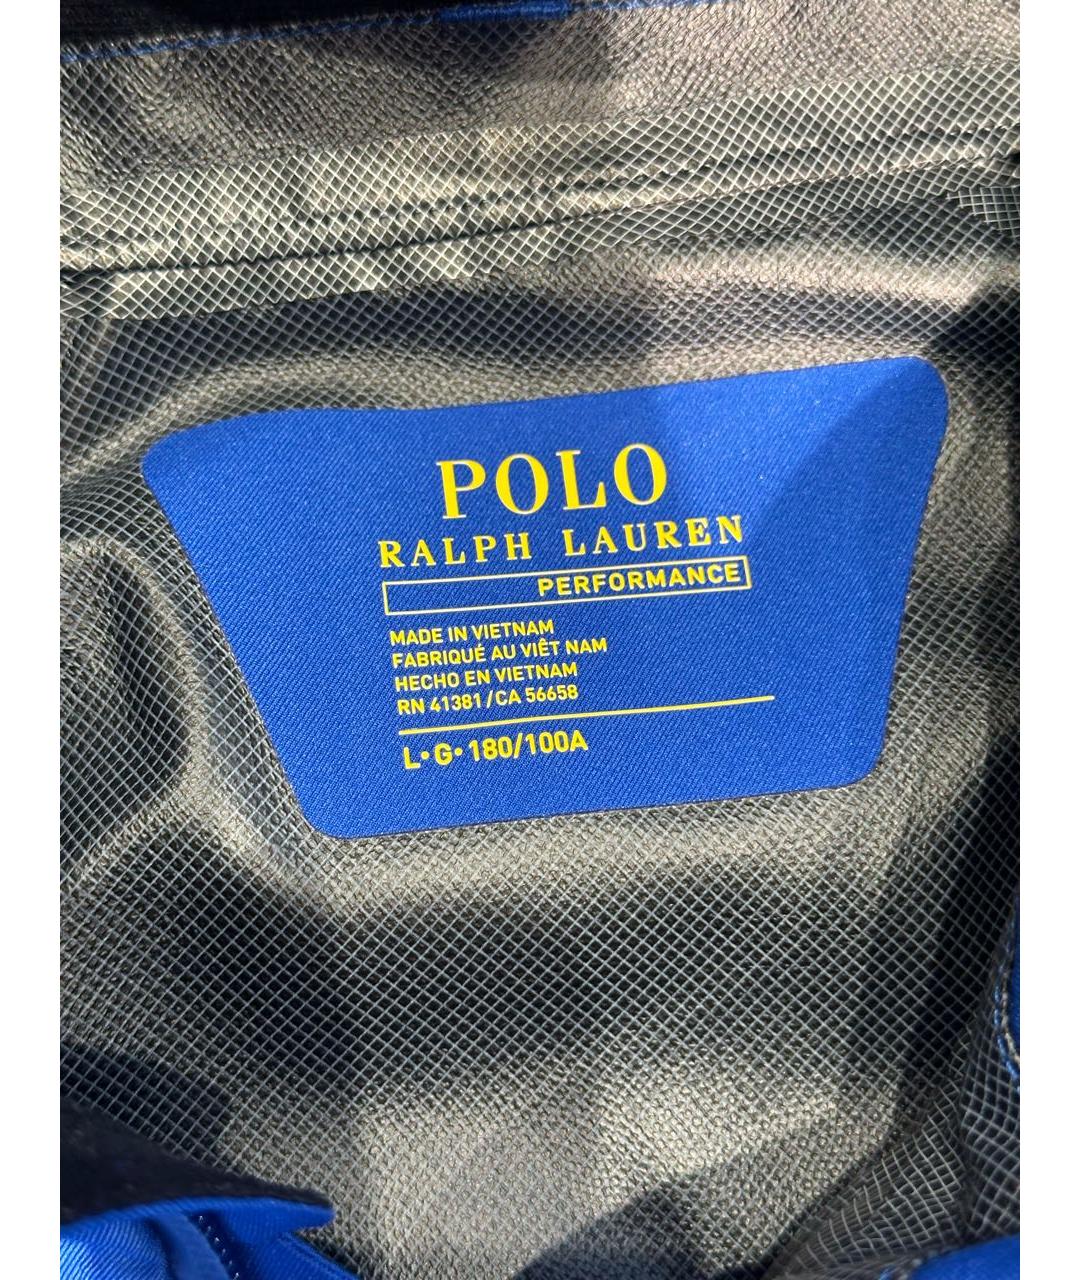 POLO
RALPH LAUREN
PERFORMANCE
MADE IN VIETNAM
FABRIQUÉ AU VIÊT NAM
HECHO EN VIETNAM
RN 41381/CA 56658
L•G•180/100A